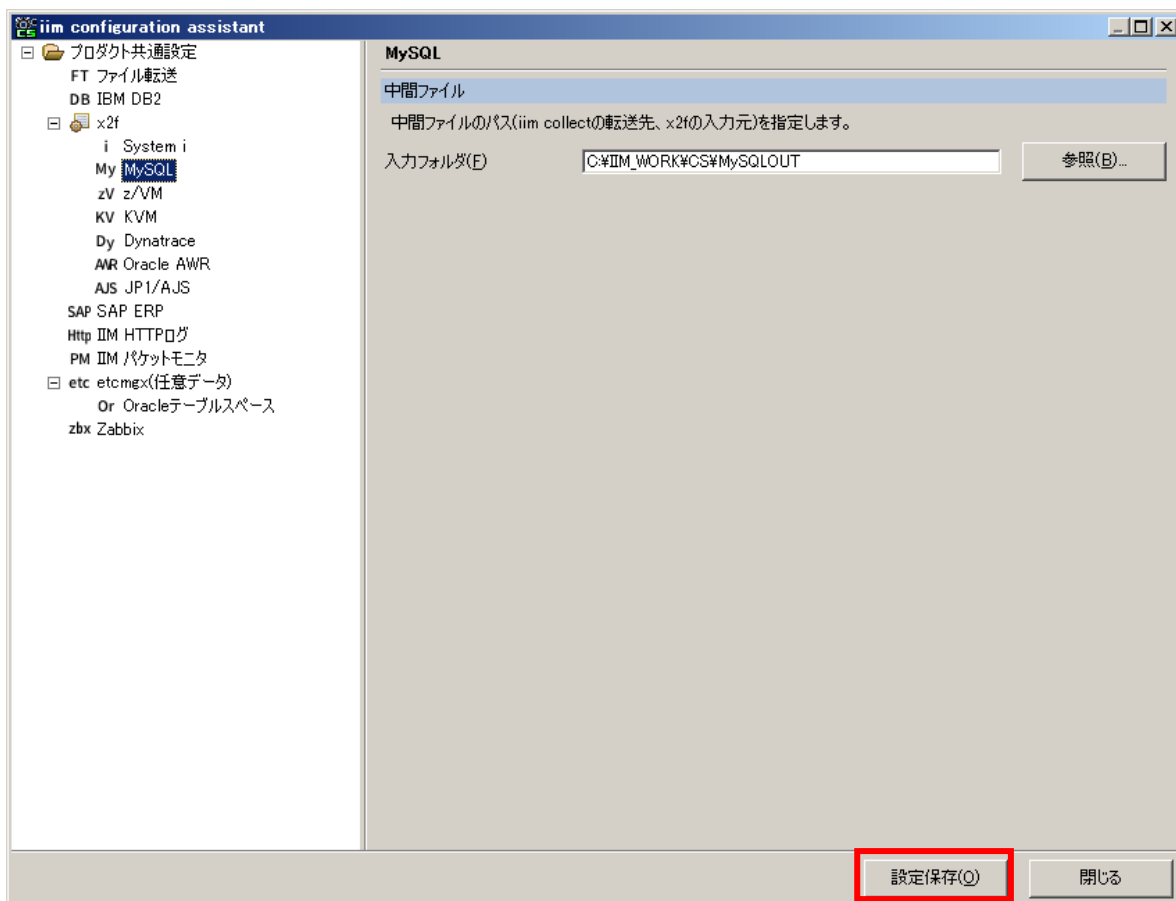 iim configuration assistant
プロダクト共通設定
FT ファイル転送
DB IBM DB2
x2f
i System i
My MySQL
zV z/VM
KV KVM
Dy Dynatrace
AWR Oracle AWR
AJS JP1/AJS
SAP SAP ERP
Http IIM HTTPログ
PM IIM パケットモニタ
etc etcmgx(任意データ)
Or Oracleテーブルスペース
zbx Zabbix
MySQL
中間ファイル
中間ファイルのパス(iim collectの転送先、x2fの入力元)を指定します。
入力フォルダ(F) C:¥IIM_WORK¥CS¥MySQLOUT 参照(B)...
設定保存(O) 閉じる